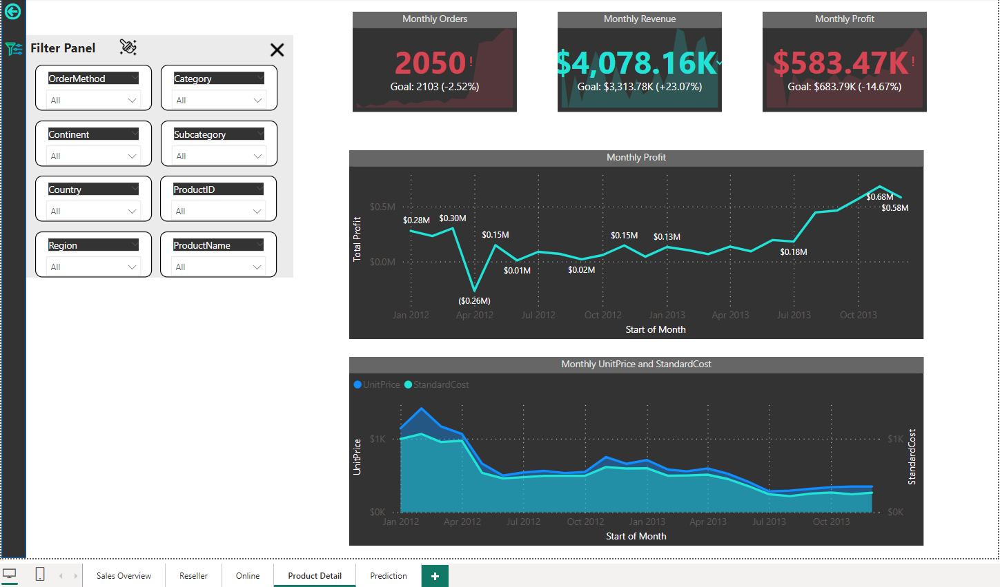 Filter Panel
OrderMethod
All
Category
All
Continent
All
Subcategory
All
Country
All
ProductID
All
Region
All
ProductName
All
Monthly Orders
2050!
Goal: 2103 (-2.52%)
Monthly Revenue
$4,078.16K
Goal: $3,313.78K (+23.07%)
Monthly Profit
$583.47K!
Goal: $683.79K (-14.67%)
Monthly Profit
Total Profit
$0.5M
$0.0M
$0.28M
$0.30M
($0.26M)
$0.15M
$0.01M
$0.02M
$0.15M
$0.13M
$0.18M
$0.68M
$0.58M
Jan 2012 Apr 2012 Jul 2012 Oct 2012 Jan 2013 Apr 2013 Jul 2013 Oct 2013
Start of Month
Monthly UnitPrice and StandardCost
UnitPrice StandardCost
UnitPrice
$1K
$0K
$1K
$0K
StandardCost
Jan 2012 Apr 2012 Jul 2012 Oct 2012 Jan 2013 Apr 2013 Jul 2013 Oct 2013
Start of Month
Sales Overview Reseller Online Product Detail Prediction +